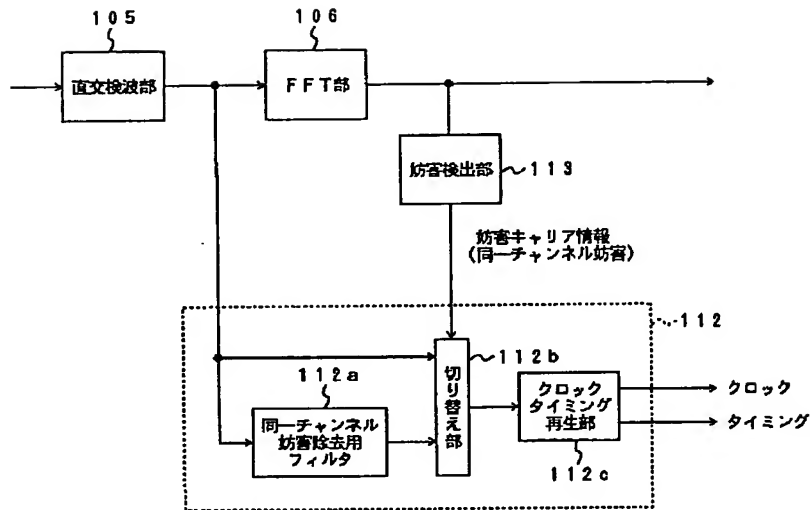 105
106
直交検波部
FFT部
妨害検出部
113
妨害キャリア情報
(同一チャンネル妨害)
112
112b
112a
切り替え部
クロック
タイミング
再生部
クロック
タイミング
同一チャンネル
妨害除去用
フィルタ
112c